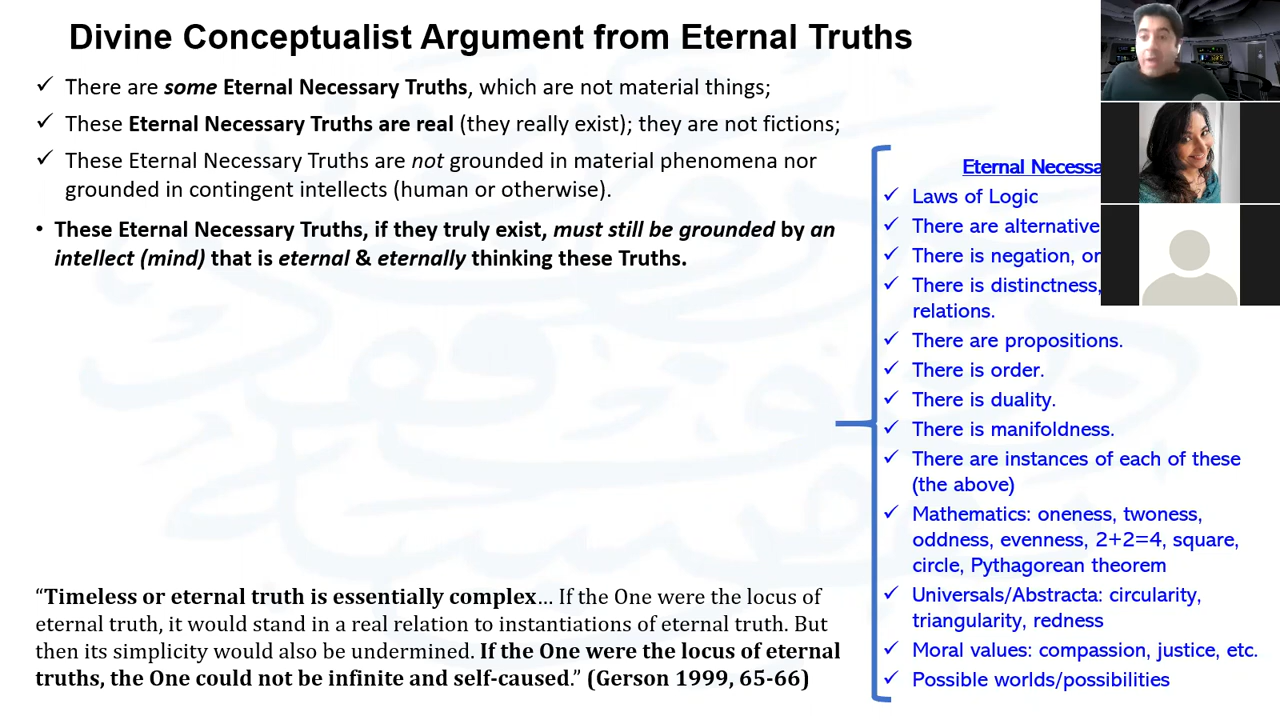 Divine Conceptualist Argument from Eternal Truths
✓ There are some Eternal Necessary Truths, which are not material things;
✓ These Eternal Necessary Truths are real (they really exist); they are not fictions;
✓ These Eternal Necessary Truths are not grounded in material phenomena nor
grounded in contingent intellects (human or otherwise).
• These Eternal Necessary Truths, if they truly exist, must still be grounded by an
intellect (mind) that is eternal & eternally thinking these Truths.
“Timeless or eternal truth is essentially complex… If the One were the locus of
eternal truth, it would stand in a real relation to instantiations of eternal truth. But
then its simplicity would also be undermined. If the One were the locus of eternal
truths, the One could not be infinite and self-caused.” (Gerson 1999, 65-66)
Eternal Necessa
✓ Laws of Logic
✓ There are alternative
✓ There is negation, or
✓ There is distinctness,
relations.
✓ There are propositions.
✓ There is order.
✓ There is duality.
✓ There is manifoldness.
✓ There are instances of each of these
(the above)
✓ Mathematics: oneness, twoness,
oddness, evenness, 2+2=4, square,
circle, Pythagorean theorem
✓ Universals/Abstracta: circularity,
triangularity, redness
✓ Moral values: compassion, justice, etc.
✓ Possible worlds/possibilities